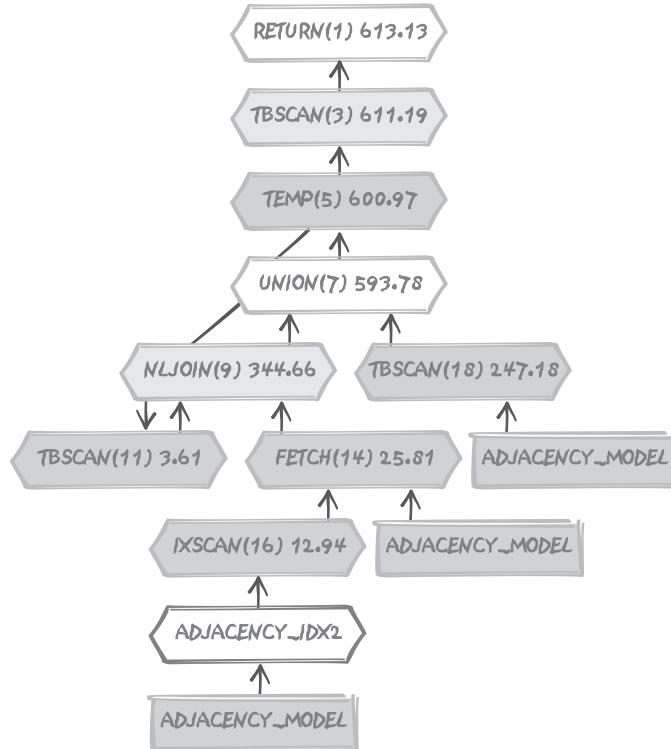 RETURN(1) 613.13
TBSCAN(3) 611.19
TEMP(5) 600.97
UNION(7) 593.78
NLJOIN(9) 344.66
TBSCAN(18) 247.18
TBSCAN(11) 3.61
FETCH(14) 25.81
ADJACENCY_MODEL
IXSCAN(16) 12.94
ADJACENCY_MODEL
ADJACENCY_IDX2
ADJACENCY_MODEL